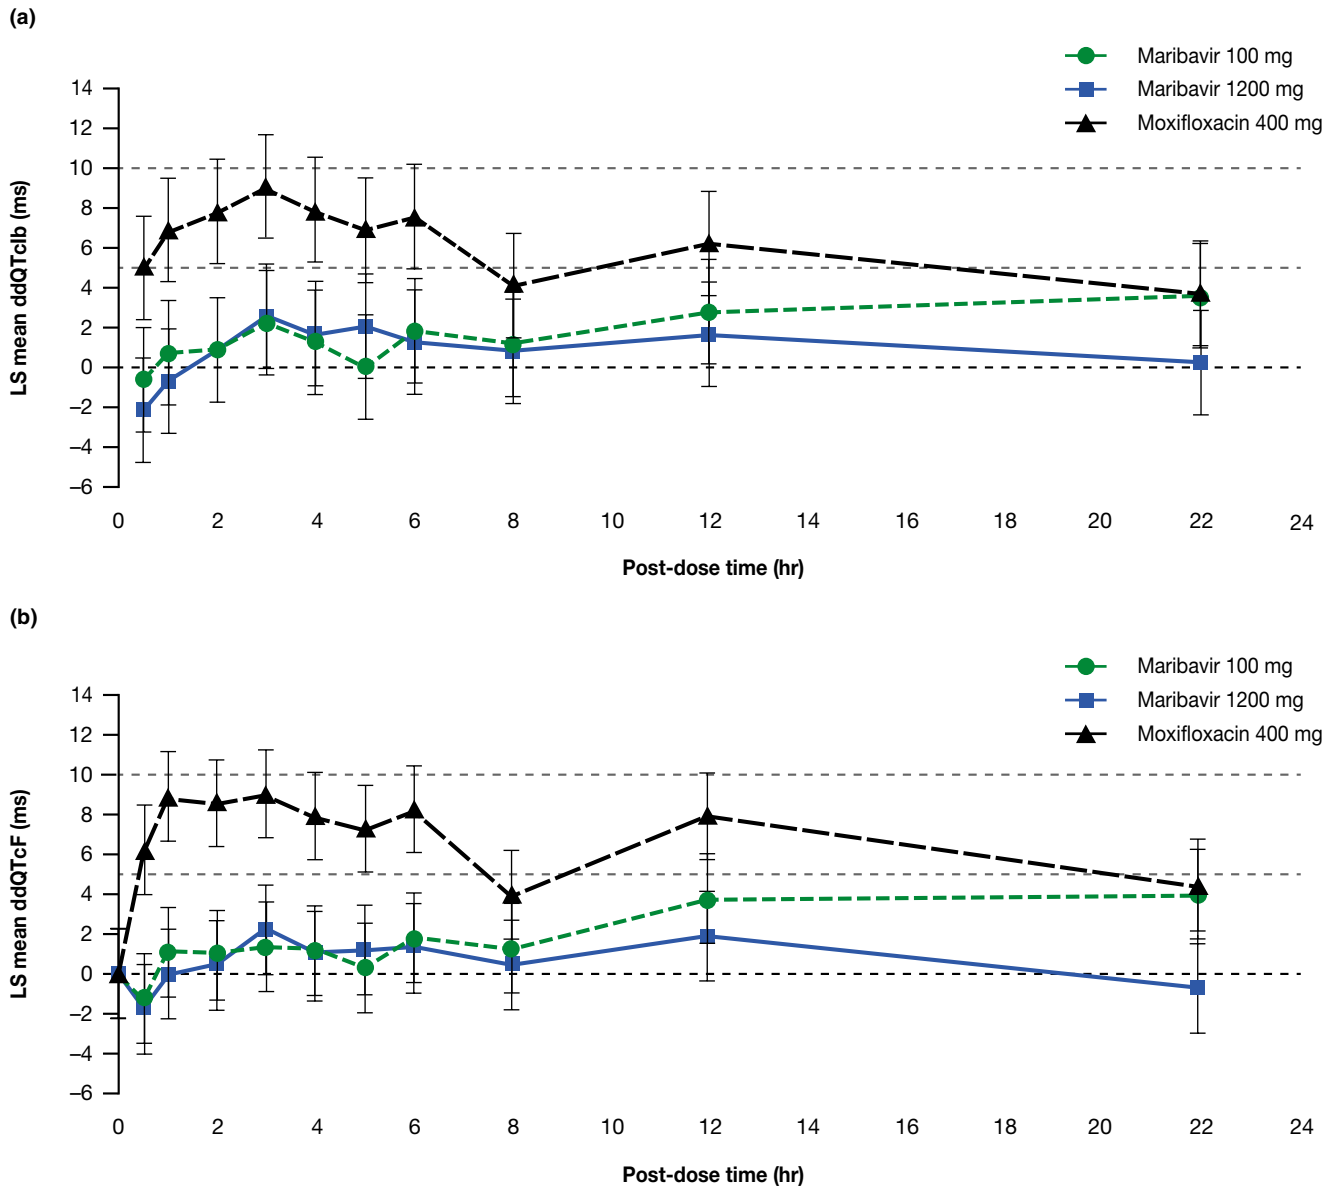 (a)
Maribavir 100 mg
Maribavir 1200 mg
Moxifloxacin 400 mg
14
12
10
8
6
4
2
0
–2
–4
–6
LS mean ddQTcIb (ms)
0 2 4 6 8 10 12 14 16 18 20 22 24
Post-dose time (hr)
(b)
Maribavir 100 mg
Maribavir 1200 mg
Moxifloxacin 400 mg
14
12
10
8
6
4
2
0
–2
–4
–6
LS mean ddQTcF (ms)
0 2 4 6 8 10 12 14 16 18 20 22 24
Post-dose time (hr)